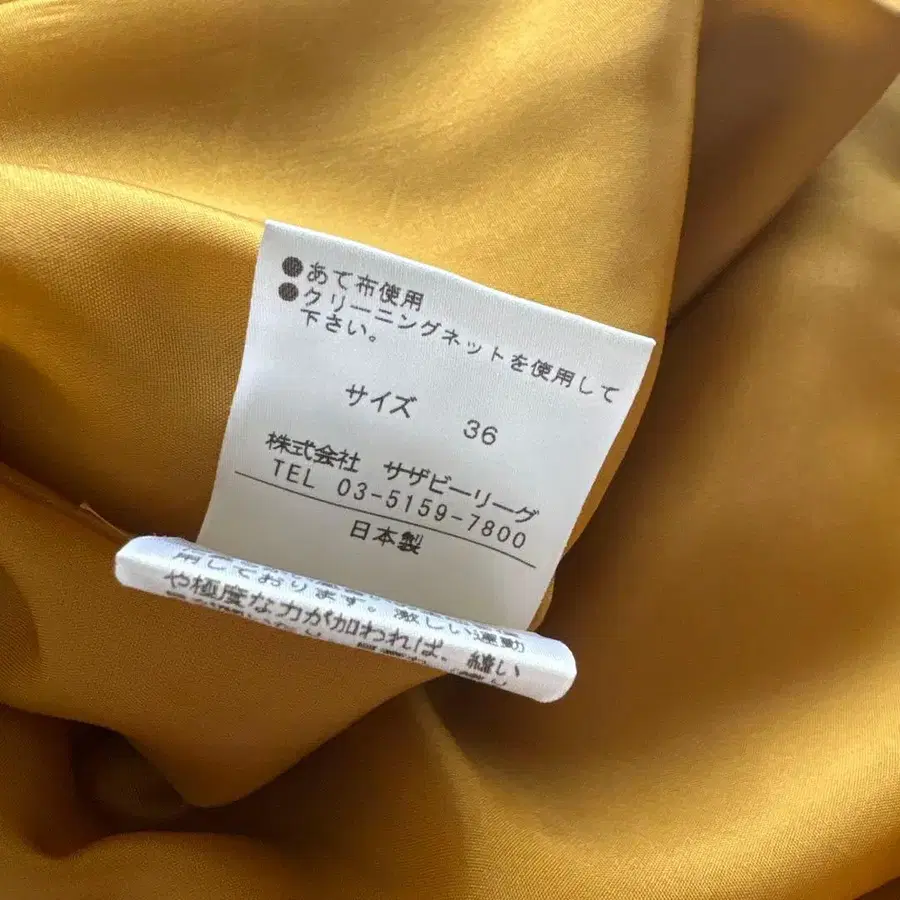 ●あて布使用
●クリーニングネットを使用して
下さい。
サイズ 36
株式会社 サザビーリーグ
TEL 03-5159-7800
日本製
用しております。激しい運動
や極度な力が加われば、縫い